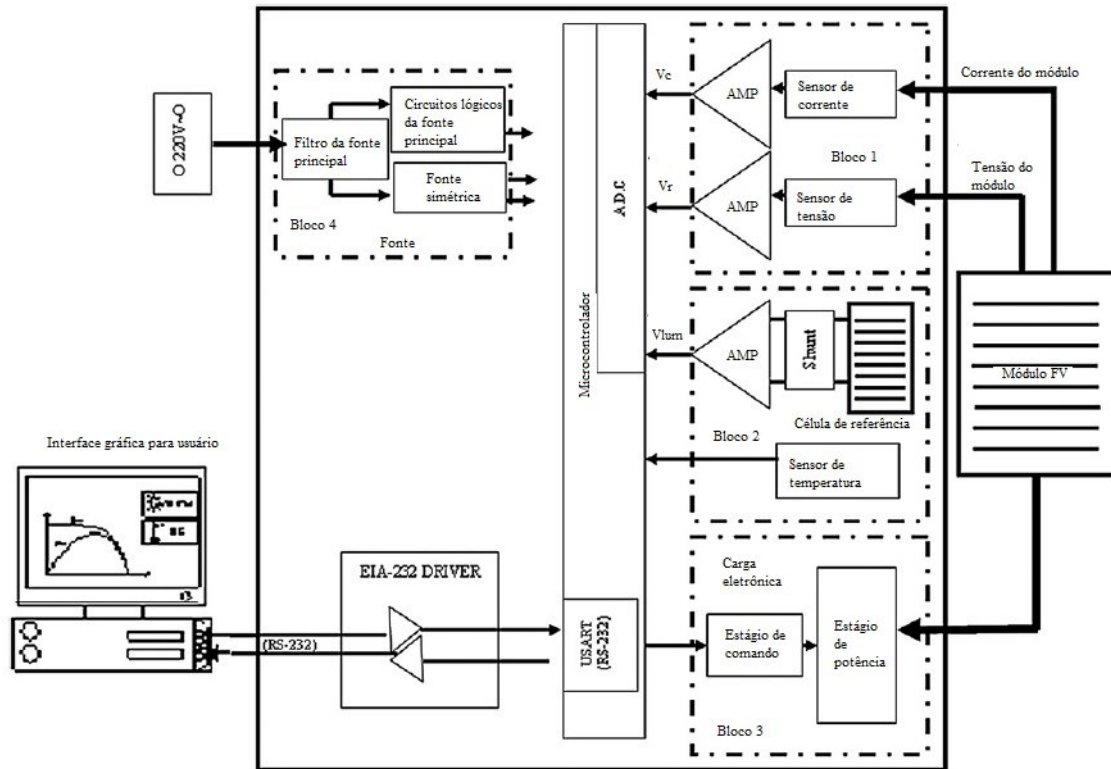 Circuitos lógicos
da fonte
principal
Filtro da fonte
principal
Fonte
simétrica
Bloco 4
Fonte
O 220V~O
Microcontrolador
A.D.C
Vc
AMP
Sensor de
corrente
Corrente do módulo
Bloco 1
Vr
AMP
Sensor de
tensão
Tensão do
módulo
Vlum
AMP
Shunt
Célula de referência
Bloco 2
Sensor de
temperatura
Módulo FV
Interface gráfica para usuário
(RS-232)
EIA-232 DRIVER
USART
(RS-232)
Carga
eletrônica
Estágio de
comando
Estágio
de
potência
Bloco 3